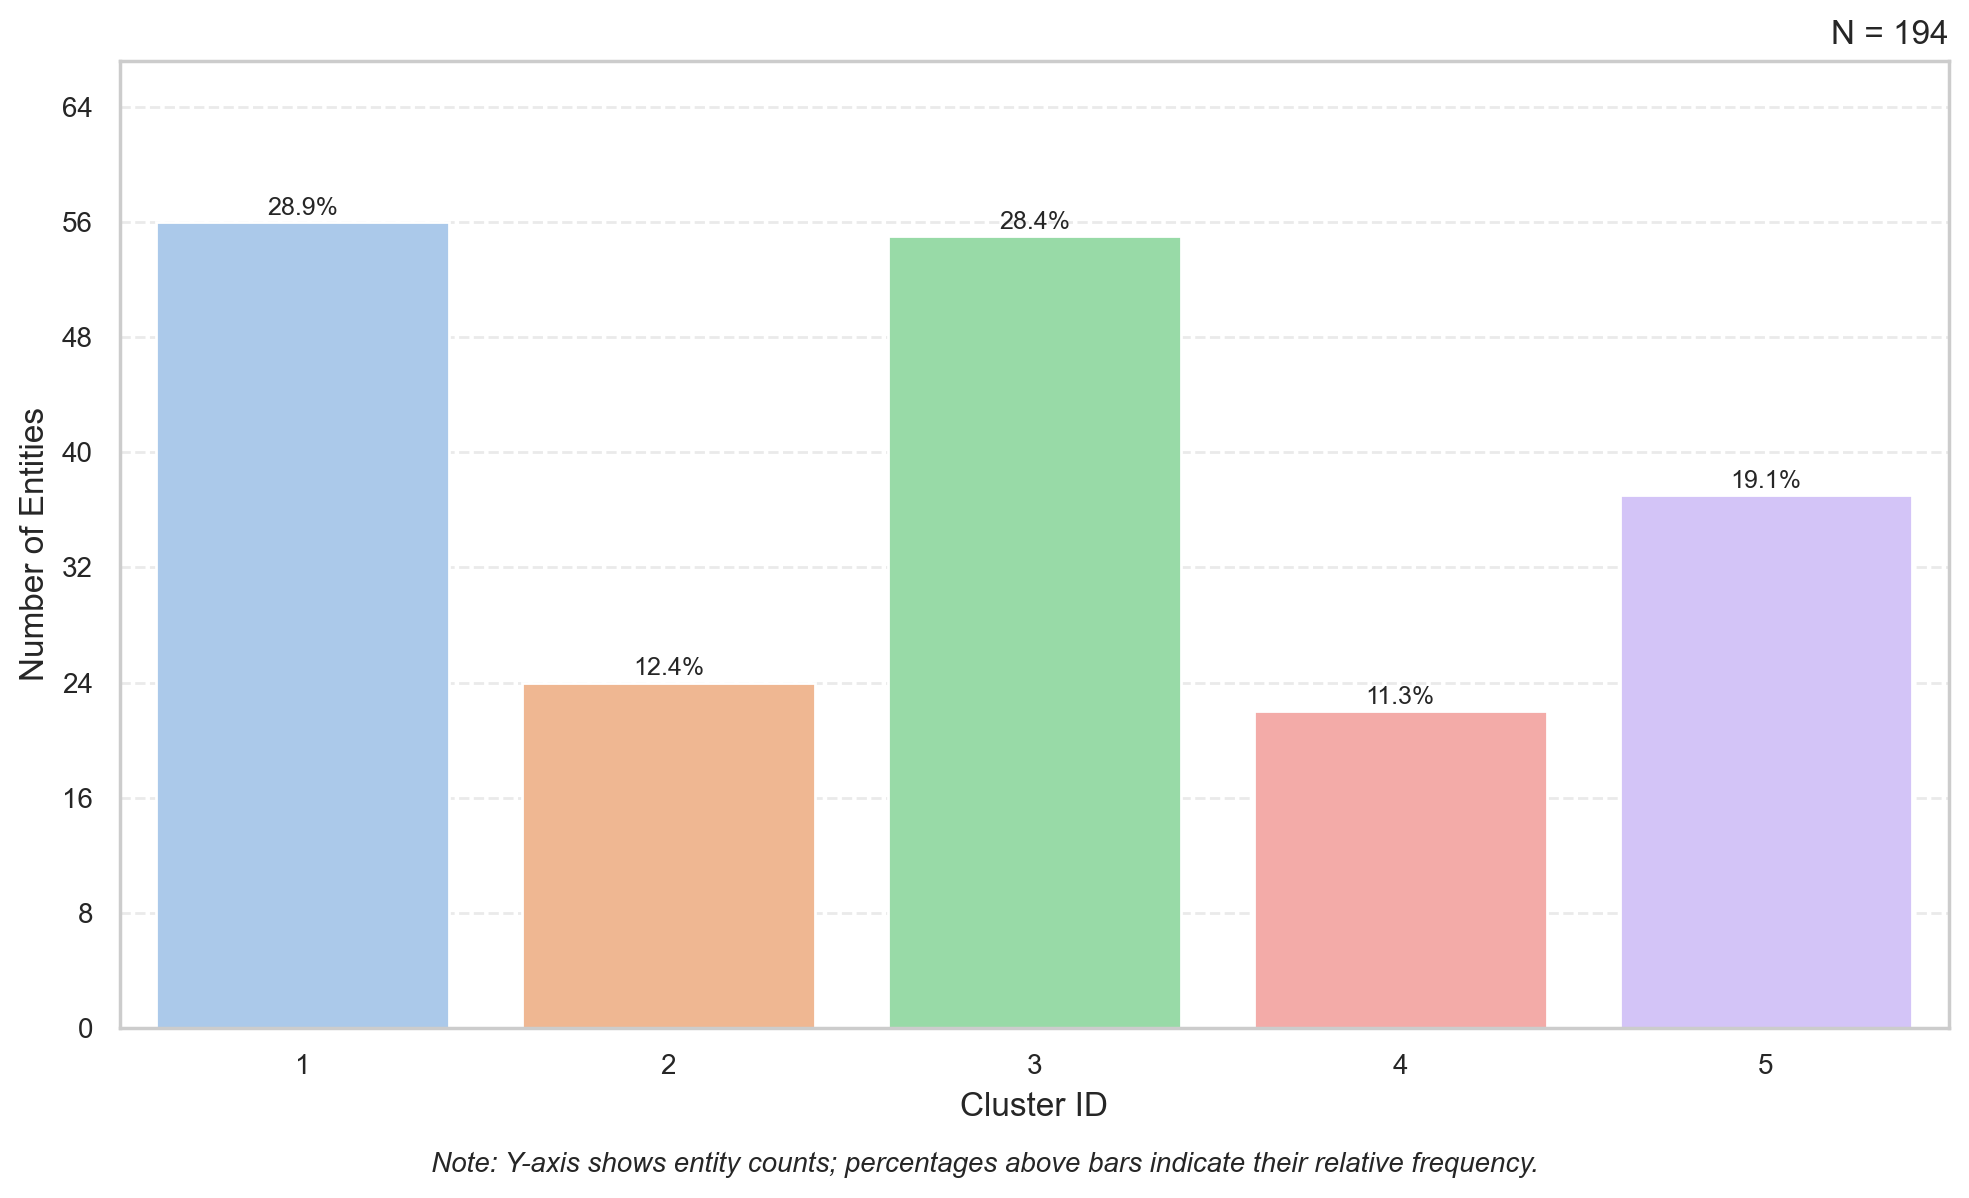 N = 194
64
56
48
40
32
24
16
8
0
Number of Entities
28.9%
12.4%
28.4%
11.3%
19.1%
1 2 3 4 5
Cluster ID
Note: Y-axis shows entity counts; percentages above bars indicate their relative frequency.